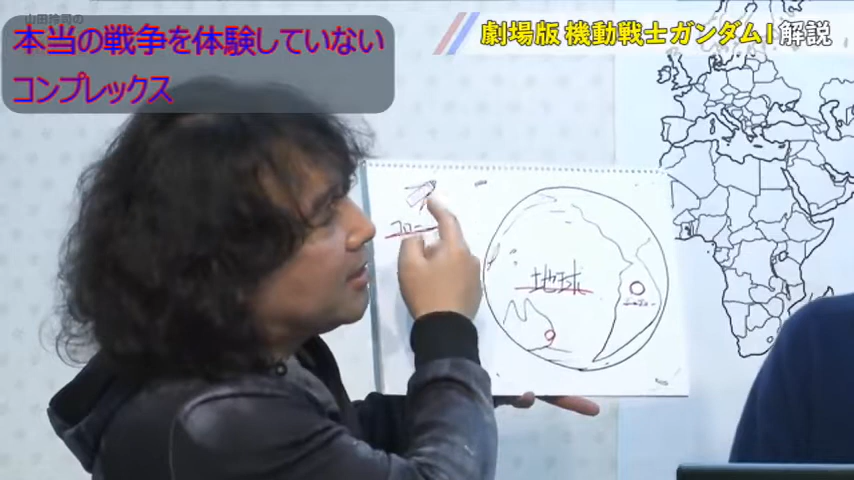 山田玲司の
本当の戦争を体験していない
コンプレックス
劇場版 機動戦士ガンダムⅠ 解説
コロニー
地球